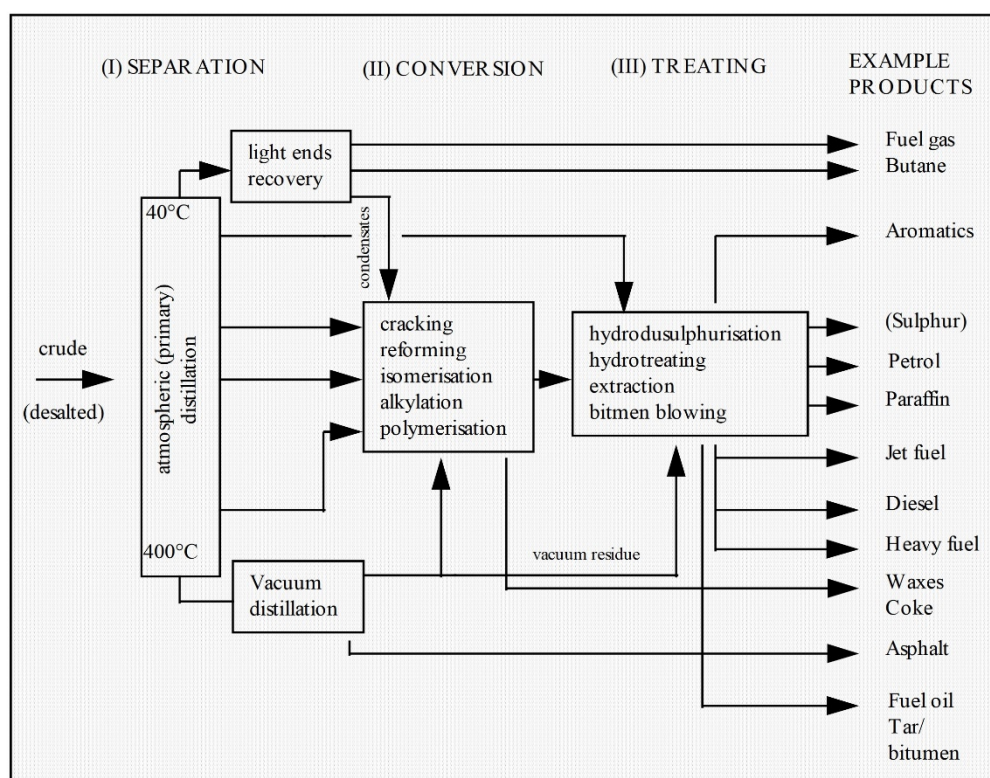 (I) SEPARATION
(II) CONVERSION
(III) TREATING
EXAMPLE
PRODUCTS
light ends
recovery
Fuel gas
Butane
40°C
condensates
Aromatics
atmospheric (primary)
distillation
crude
(desalted)
cracking
reforming
isomerisation
alkylation
polymerisation
hydrodusulphurisation
hydrotreating
extraction
bitmen blowing
(Sulphur)
Petrol
Paraffin
Jet fuel
Diesel
Heavy fuel
400°C
Vacuum
distillation
vacuum residue
Waxes
Coke
Asphalt
Fuel oil
Tar/
bitumen